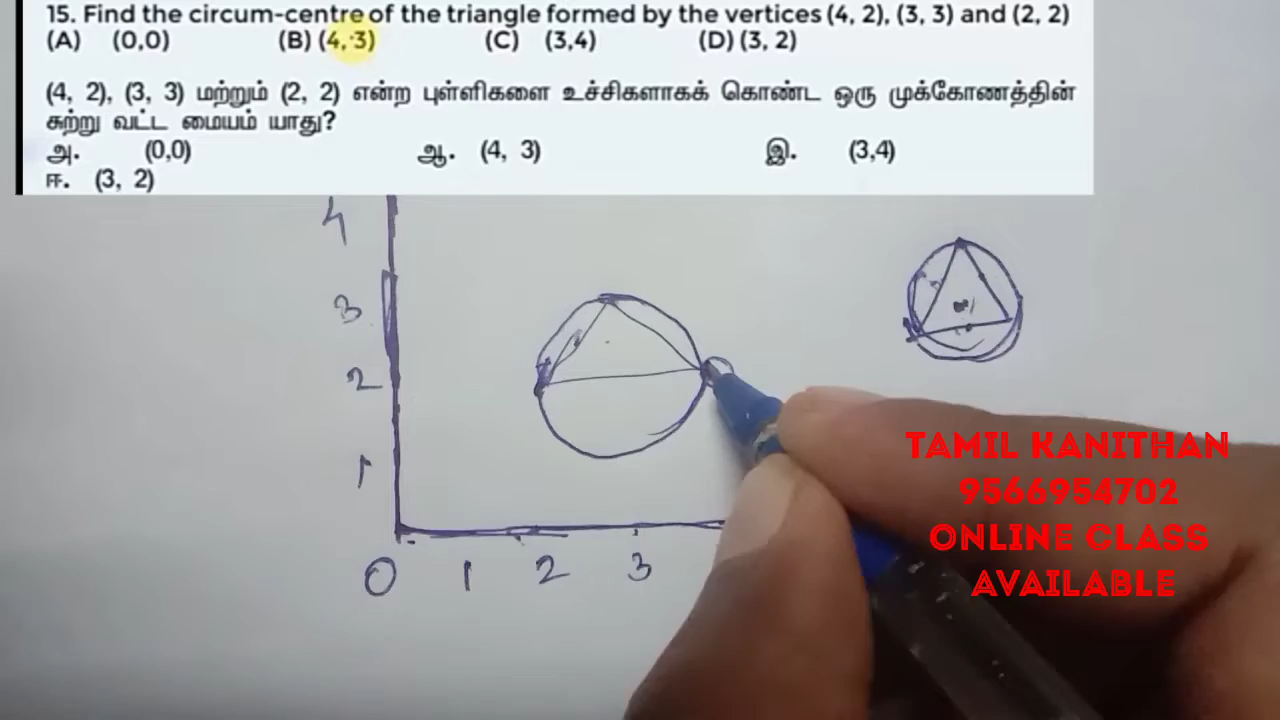 15. Find the circum-centre of the triangle formed by the vertices (4, 2), (3, 3) and (2, 2)
(A) (0,0) (B) (4, 3) (C) (3,4) (D) (3, 2)
(4, 2), (3, 3) மற்றும் (2, 2) என்ற புள்ளிகளை உச்சிகளாகக் கொண்ட ஒரு முக்கோணத்தின்
சுற்று வட்ட மையம் யாது?
அ. (0,0) ஆ. (4, 3) இ. (3,4)
ஈ. (3, 2)
4
3
2
1
0 1 2 3
TAMIL KANITHAN
9566954702
ONLINE CLASS
AVAILABLE